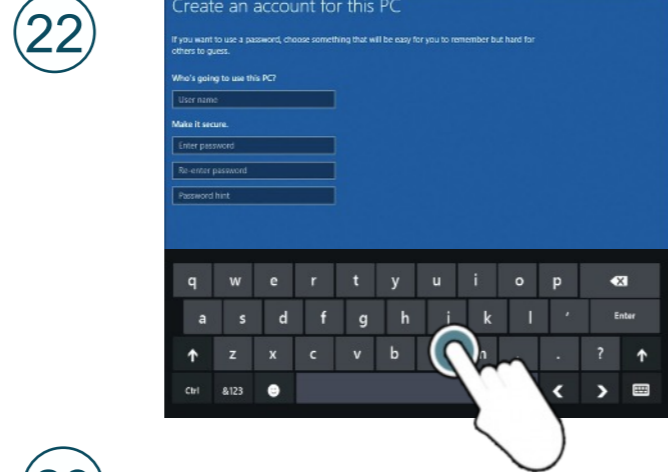 22
Create an account for this PC
If you want to use a password, choose something that will be easy for you to remember but hard for
others to guess.
Who's going to use this PC?
User name
Make it secure.
Enter password
Re-enter password
Password hint
q w e r t y u i o p
a s d f g h j k l ' Enter
z x c v b . ?
Ctrl &123 < >